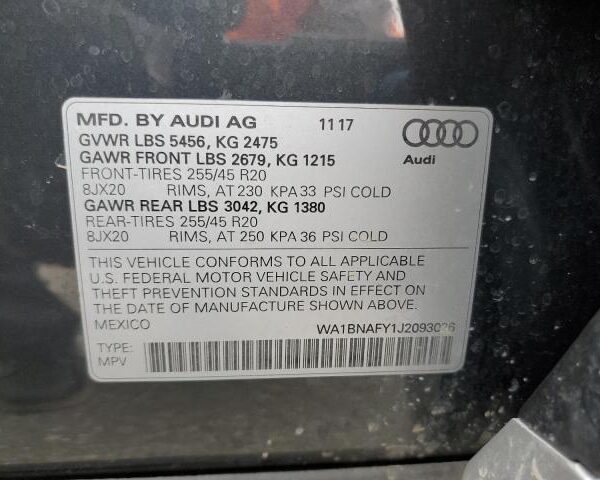 MFD. BY AUDI AG 11 17
GVWR LBS 5456, KG 2475
GAWR FRONT LBS 2679, KG 1215
FRONT-TIRES 255/45 R20
8JX20 RIMS, AT 230 KPA 33 PSI COLD
GAWR REAR LBS 3042, KG 1380
REAR-TIRES 255/45 R20
8JX20 RIMS, AT 250 KPA 36 PSI COLD
Audi
THIS VEHICLE CONFORMS TO ALL APPLICABLE
U.S. FEDERAL MOTOR VEHICLE SAFETY AND
THEFT PREVENTION STANDARDS IN EFFECT ON
THE DATE OF MANUFACTURE SHOWN ABOVE.
MEXICO
TYPE:
MPV